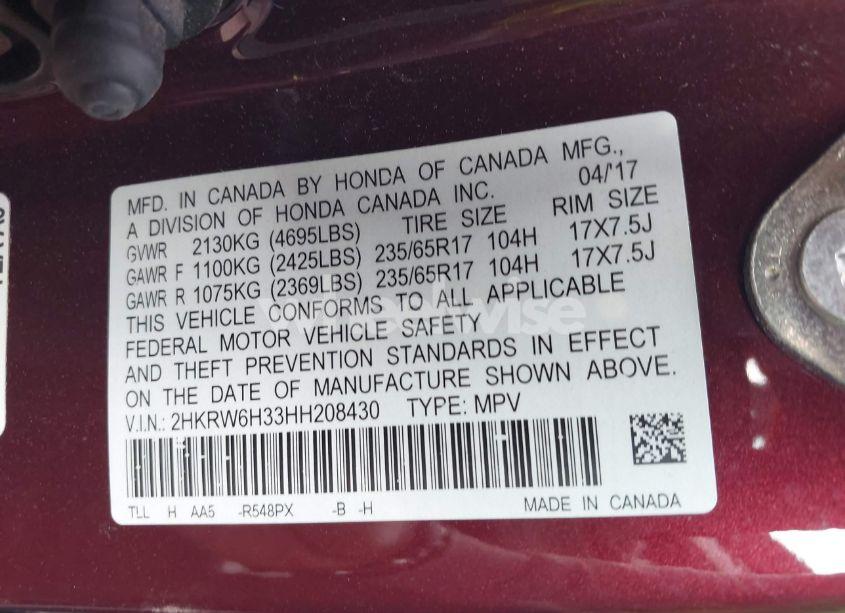 MFD. IN CANADA BY HONDA OF CANADA MFG.,
A DIVISION OF HONDA CANADA INC. 04/'17
TIRE SIZE RIM SIZE
GVWR 2130KG (4695LBS)
GAWR F 1100KG (2425LBS) 235/65R17 104H 17X7.5J
GAWR R 1075KG (2369LBS) 235/65R17 104H 17X7.5J
THIS VEHICLE CONFORMS TO ALL APPLICABLE
FEDERAL MOTOR VEHICLE SAFETY
AND THEFT PREVENTION STANDARDS IN EFFECT
ON THE DATE OF MANUFACTURE SHOWN ABOVE.
V.I.N.: 2HKRW6H33HH208430 TYPE: MPV
TLL H AA5 -R548PX -B -H MADE IN CANADA